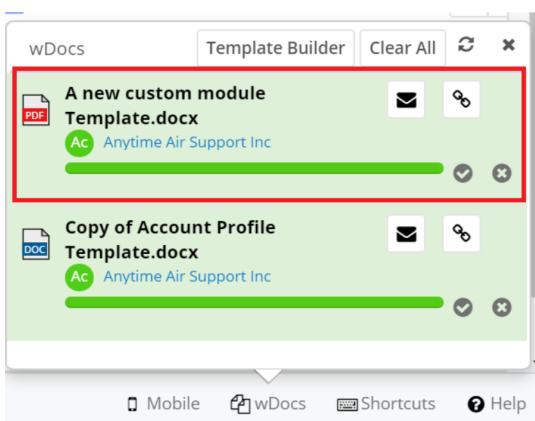 wDocs Template Builder Clear All
A new custom module
Template.docx
PDF
Ac Anytime Air Support Inc
Copy of Account Profile
Template.docx
DOC
Ac Anytime Air Support Inc
Mobile wDocs Shortcuts Help